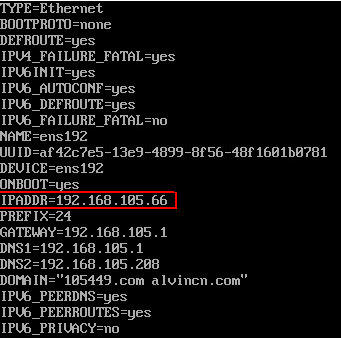 TYPE=Ethernet
BOOTPROTO=none
DEFROUTE=yes
IPV4_FAILURE_FATAL=yes
IPV6INIT=yes
IPV6_AUTOCONF=yes
IPV6_DEFROUTE=yes
IPV6_FAILURE_FATAL=no
NAME=ens192
UUID=af42c7e5-13e9-4899-8f56-48f1601b0781
DEVICE=ens192
ONBOOT=yes
IPADDR=192.168.105.66
PREFIX=24
GATEWAY=192.168.105.1
DNS1=192.168.105.1
DNS2=192.168.105.208
DOMAIN="105449.com alvincn.com"
IPV6_PEERDNS=yes
IPV6_PEERROUTES=yes
IPV6_PRIVACY=no